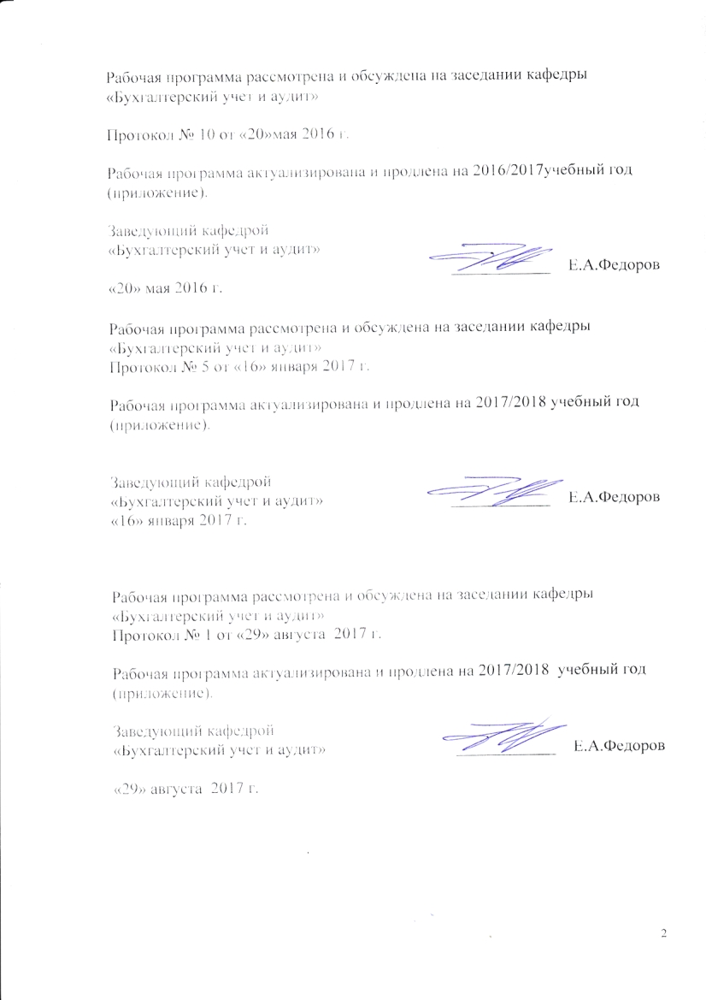 Рабочая программа рассмотрена и обсуждена на заседании кафедры
«Бухгалтерский учет и аудит»
Протокол № 10 от «20»мая 2016 г.
Рабочая программа актуализирована и продлена на 2016/2017учебный год
(приложение).
Заведующий кафедрой
«Бухгалтерский учет и аудит»
Е.А.Федоров
«20» мая 2016 г.
Рабочая программа рассмотрена и обсуждена на заседании кафедры
«Бухгалтерский учет и аудит»
Протокол № 5 от «16» января 2017 г.
Рабочая программа актуализирована и продлена на 2017/2018 учебный год
(приложение).
Заведующий кафедрой
«Бухгалтерский учет и аудит»
Е.А.Федоров
«16» января 2017 г.
Рабочая программа рассмотрена и обсуждена на заседании кафедры
«Бухгалтерский учет и аудит»
Протокол № 1 от «29» августа 2017 г.
Рабочая программа актуализирована и продлена на 2017/2018 учебный год
(приложение).
Заведующий кафедрой
«Бухгалтерский учет и аудит»
Е.А.Федоров
«29» августа 2017 г.
2